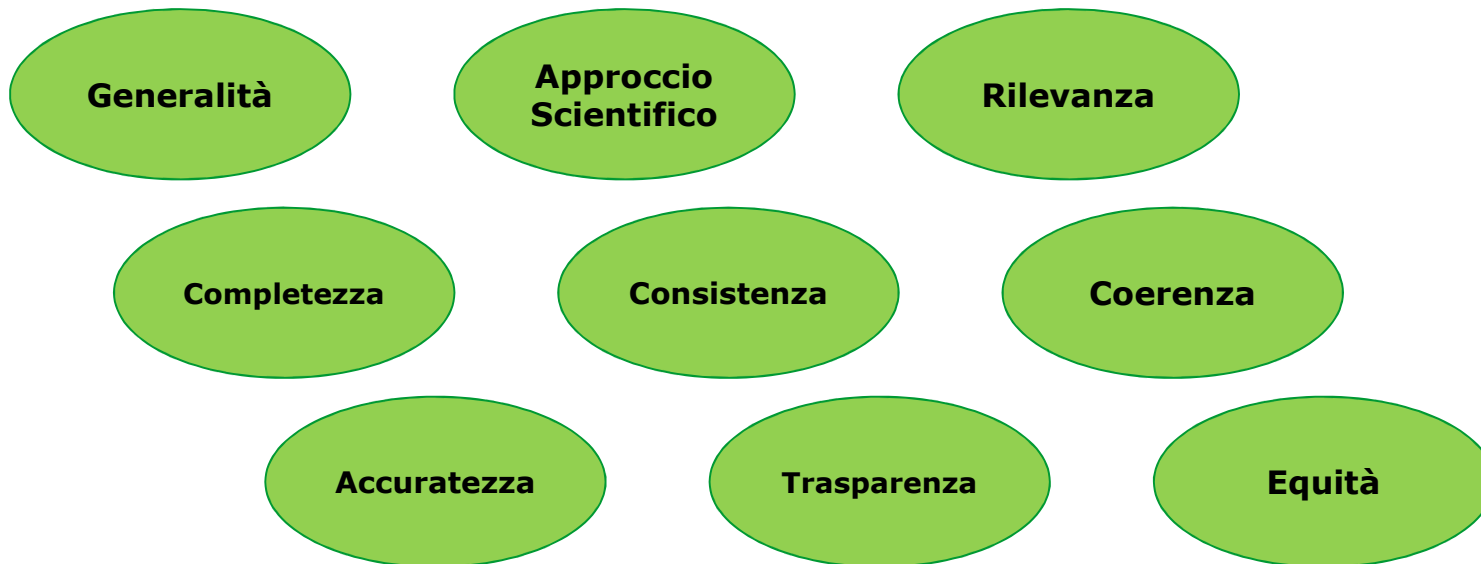 Generalità
Approccio
Scientifico
Rilevanza
Completezza
Consistenza
Coerenza
Accuratezza
Trasparenza
Equità